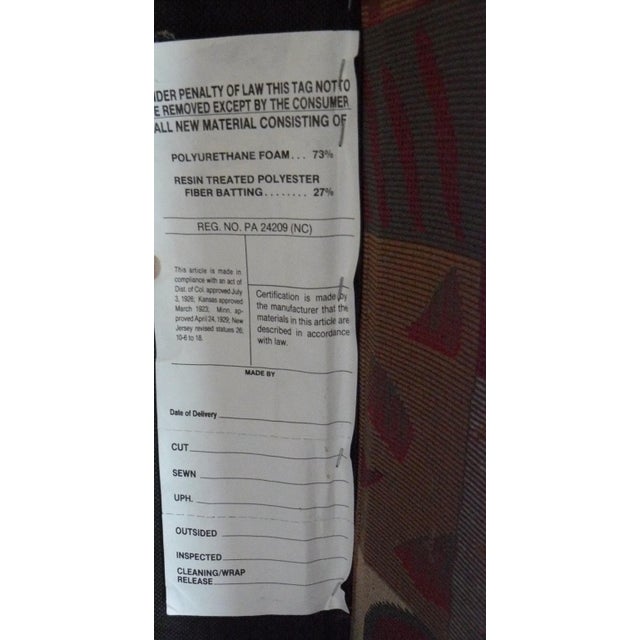 NDER PENALTY OF LAW THIS TAG NOT TO
E REMOVED EXCEPT BY THE CONSUMER
ALL NEW MATERIAL CONSISTING OF
POLYURETHANE FOAM... 73%
RESIN TREATED POLYESTER
FIBER BATTING........ 27%
REG. NO. PA 24209 (NC)
This article is made in
compliance with an act of
Dist. of Col. approved July
3, 1926; Kansas approved
March 1923; Minn. ap-
proved April 24, 1929; New
Jersey revised statues 26;
10-6 to 18.
Certification is made by
the manufacturer that the
materials in this article are
described in accordance
with law.
MADE BY
Date of Delivery
CUT
SEWN
UPH.
OUTSIDED
INSPECTED
CLEANING/WRAP
RELEASE